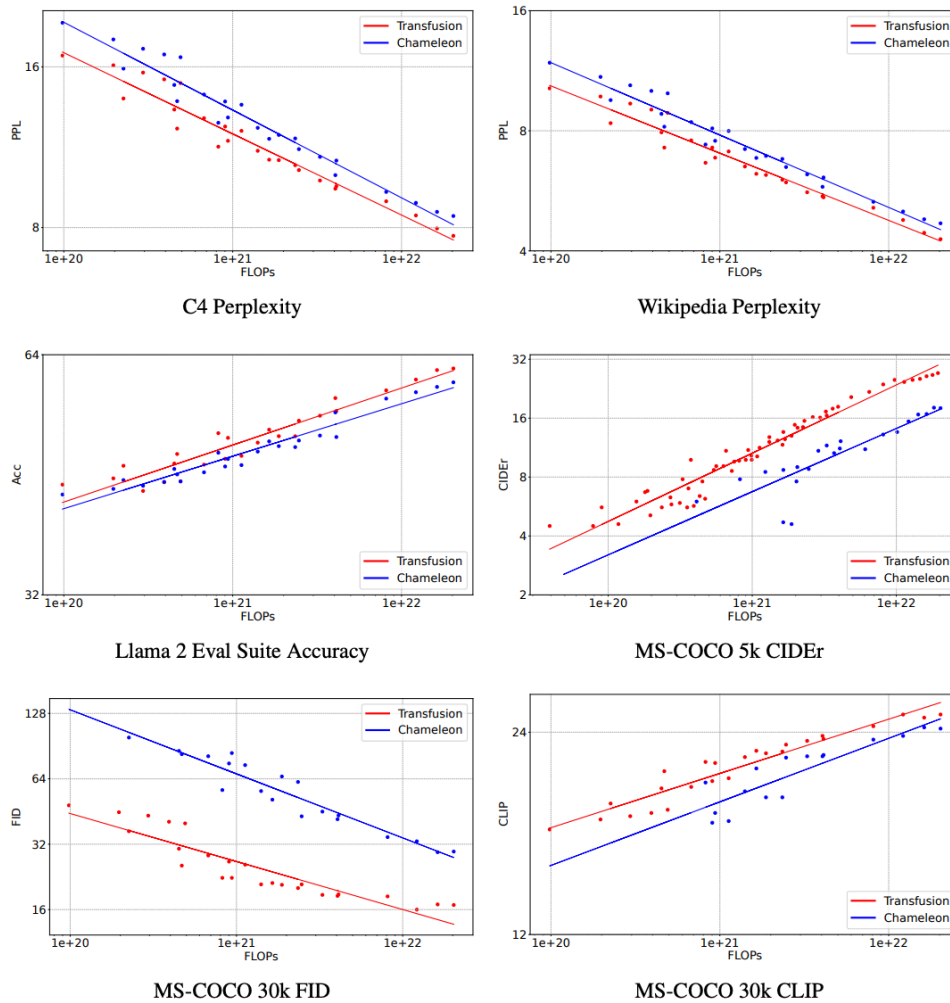 PPL
16
8
1e+20
1e+21
1e+22
FLOPs
Transfusion
Chameleon
C4 Perplexity
PPL
16
8
4
1e+20
1e+21
1e+22
FLOPs
Transfusion
Chameleon
Wikipedia Perplexity
Acc
64
32
1e+20
1e+21
1e+22
FLOPs
Transfusion
Chameleon
Llama 2 Eval Suite Accuracy
CIDEr
32
16
8
4
2
1e+20
1e+21
1e+22
FLOPs
Transfusion
Chameleon
MS-COCO 5k CIDEr
FID
128
64
32
16
1e+20
1e+21
1e+22
FLOPs
Transfusion
Chameleon
MS-COCO 30k FID
CLIP
24
12
1e+20
1e+21
1e+22
FLOPs
Transfusion
Chameleon
MS-COCO 30k CLIP